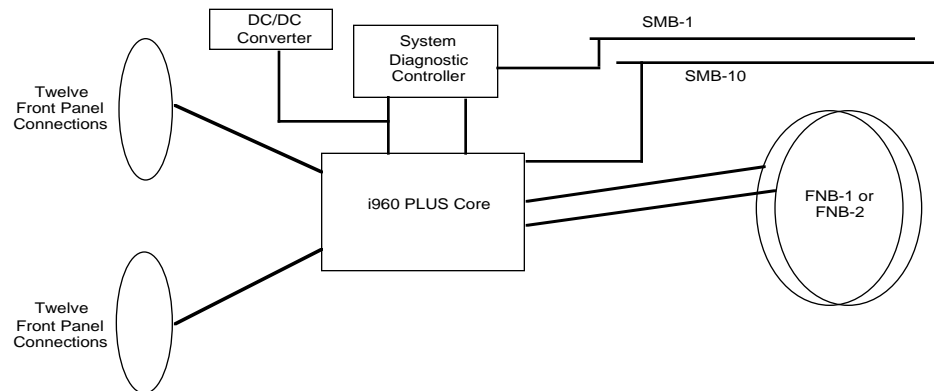 DC/DC
Converter
System
Diagnostic
Controller
SMB-1
SMB-10
Twelve
Front Panel
Connections
i960 PLUS Core
FNB-1 or
FNB-2
Twelve
Front Panel
Connections